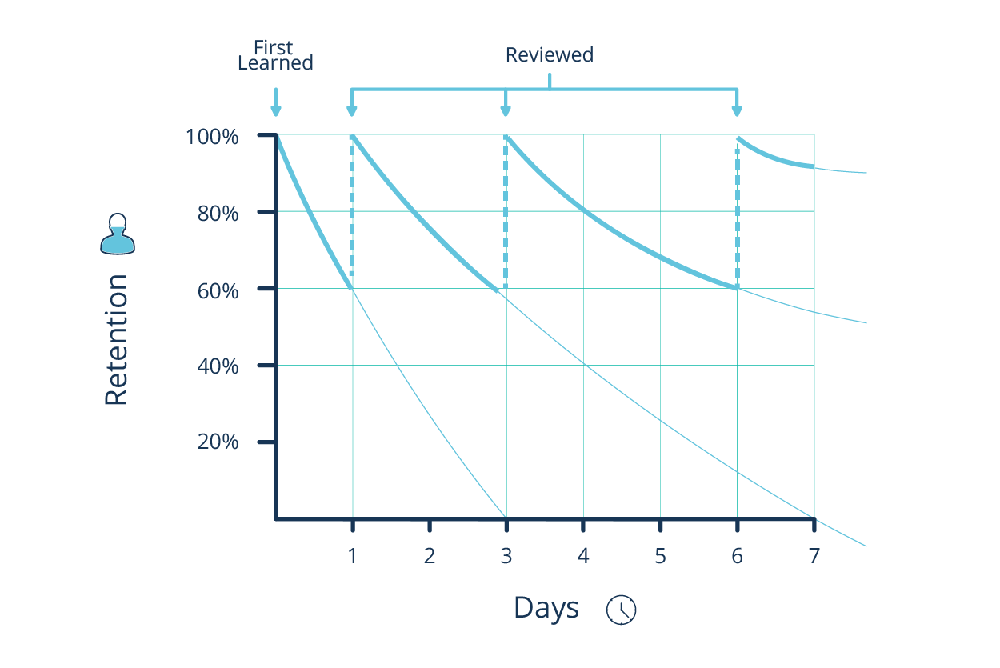 First
Learned
Reviewed
100%
80%
60%
40%
20%
Retention
1 2 3 4 5 6 7
Days